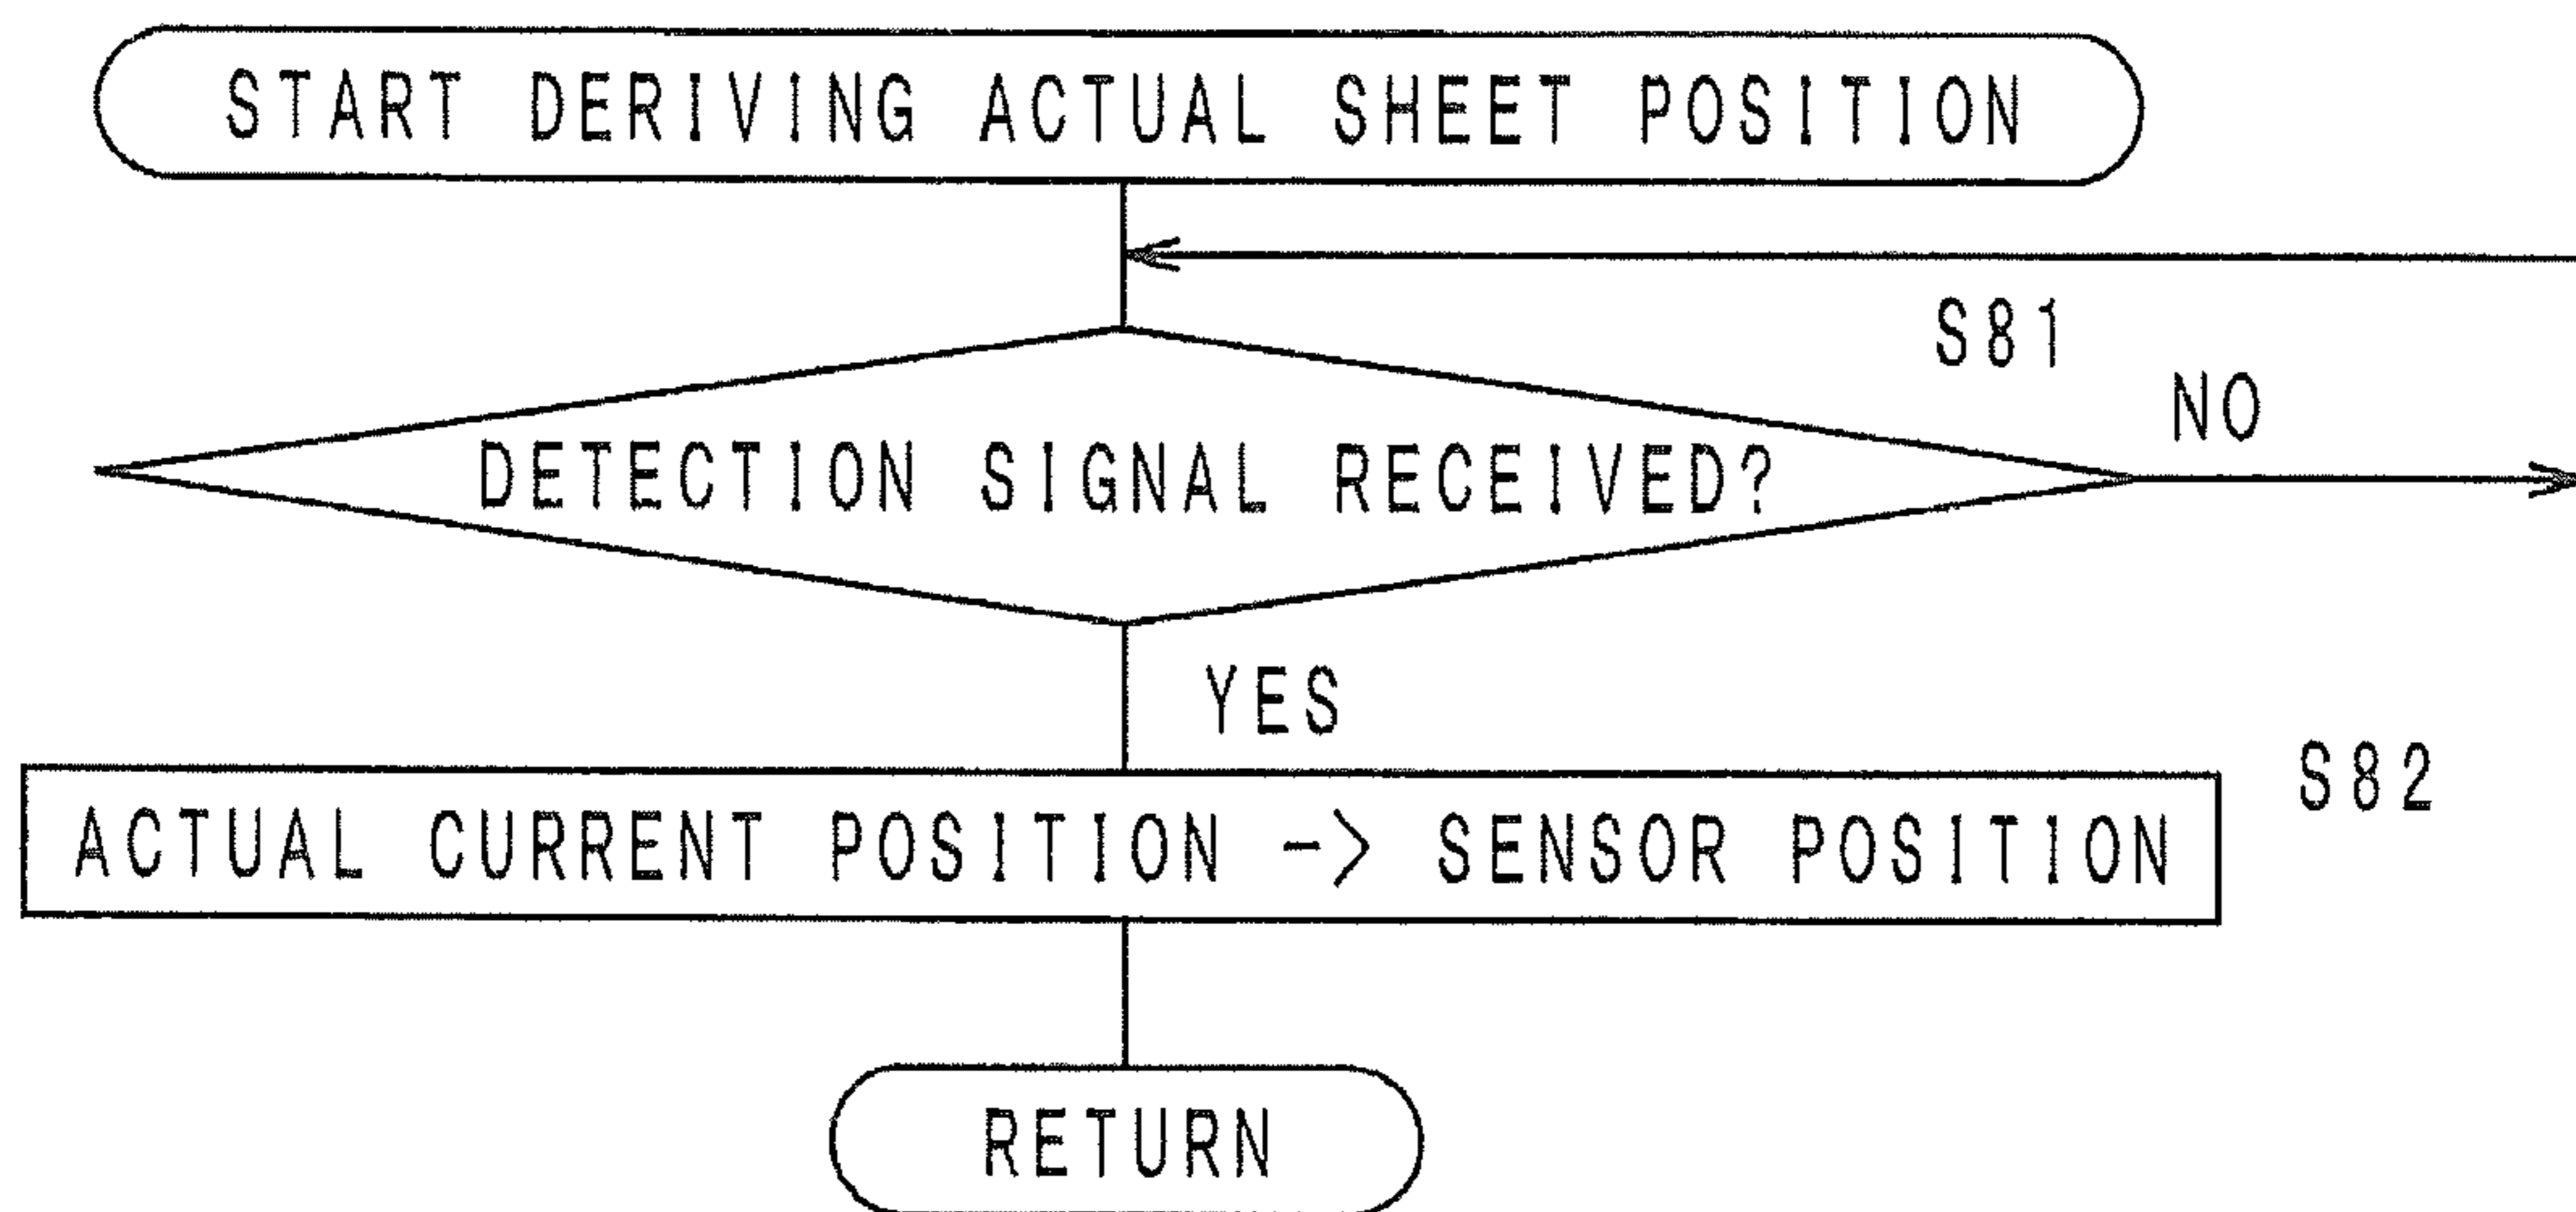 START DERIVING ACTUAL SHEET POSITION
S81
NO
DETECTION SIGNAL RECEIVED?
YES
S82
ACTUAL CURRENT POSITION -> SENSOR POSITION
RETURN